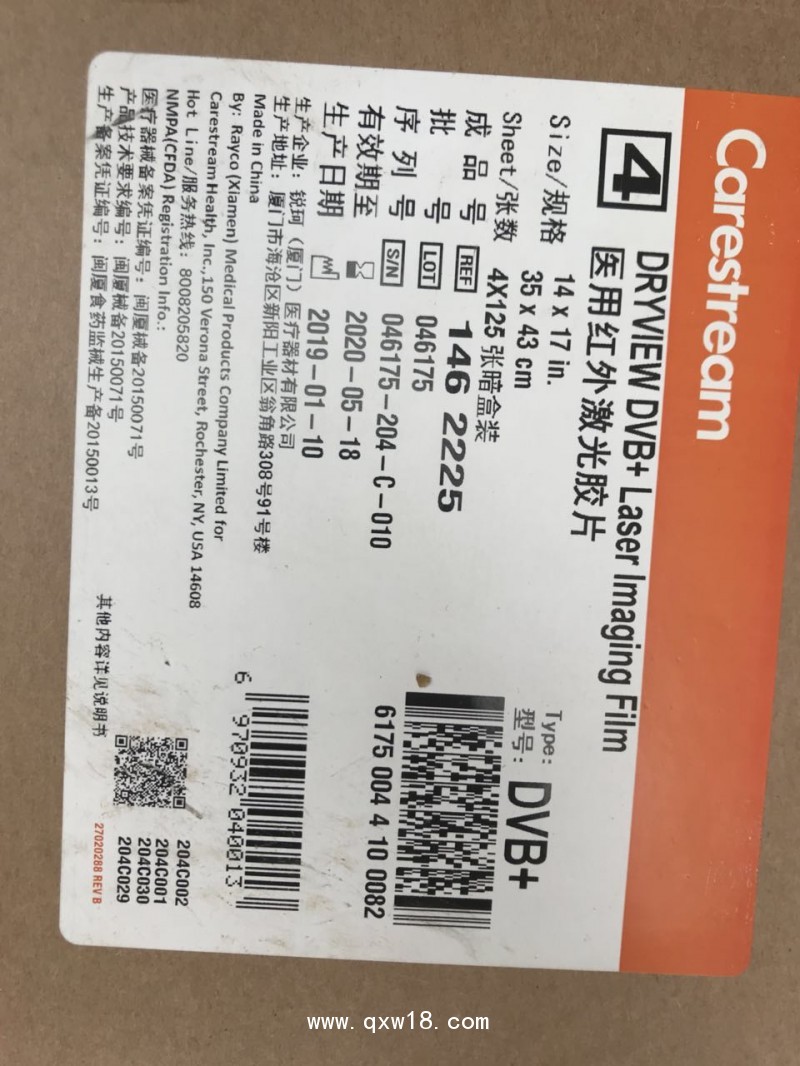 Carestream
4
DRYVIEW DVB+ Laser Imaging Film
医用红外激光胶片
Type:
型号: DVB+
Size/规格 14 x 17 in.
35 x 43 cm
Sheet/张数 4X125 张暗盒装
成品号 REF 146 2225
批号 LOT 046175
序列号 S/N 046175-204-C-010
有效期至 2020-05-18
生产日期 2019-01-10
6175 004 4 10 0082
生产企业: 锐珂(厦门)医疗器材有限公司
生产地址: 厦门市海沧区新阳工业区翁角路308号91号楼
Made in China
By: Rayco (Xiamen) Medical Products Company Limited for
Carestream Health, Inc.,150 Verona Street, Rochester, NY, USA 14608
Hot Line/服务热线: 8008205820
NMPA(CFDA) Registration Info.:
医疗器械备案凭证编号: 闽厦械备20150071号
产品技术要求编号: 闽厦械备20150071号
生产备案凭证编号: 闽厦食药监械生产备20150013号
6 970932 040013
其他内容详见说明书
204C002
204C001
204C030
204C029
27020288 REV B
www.qxw18.com